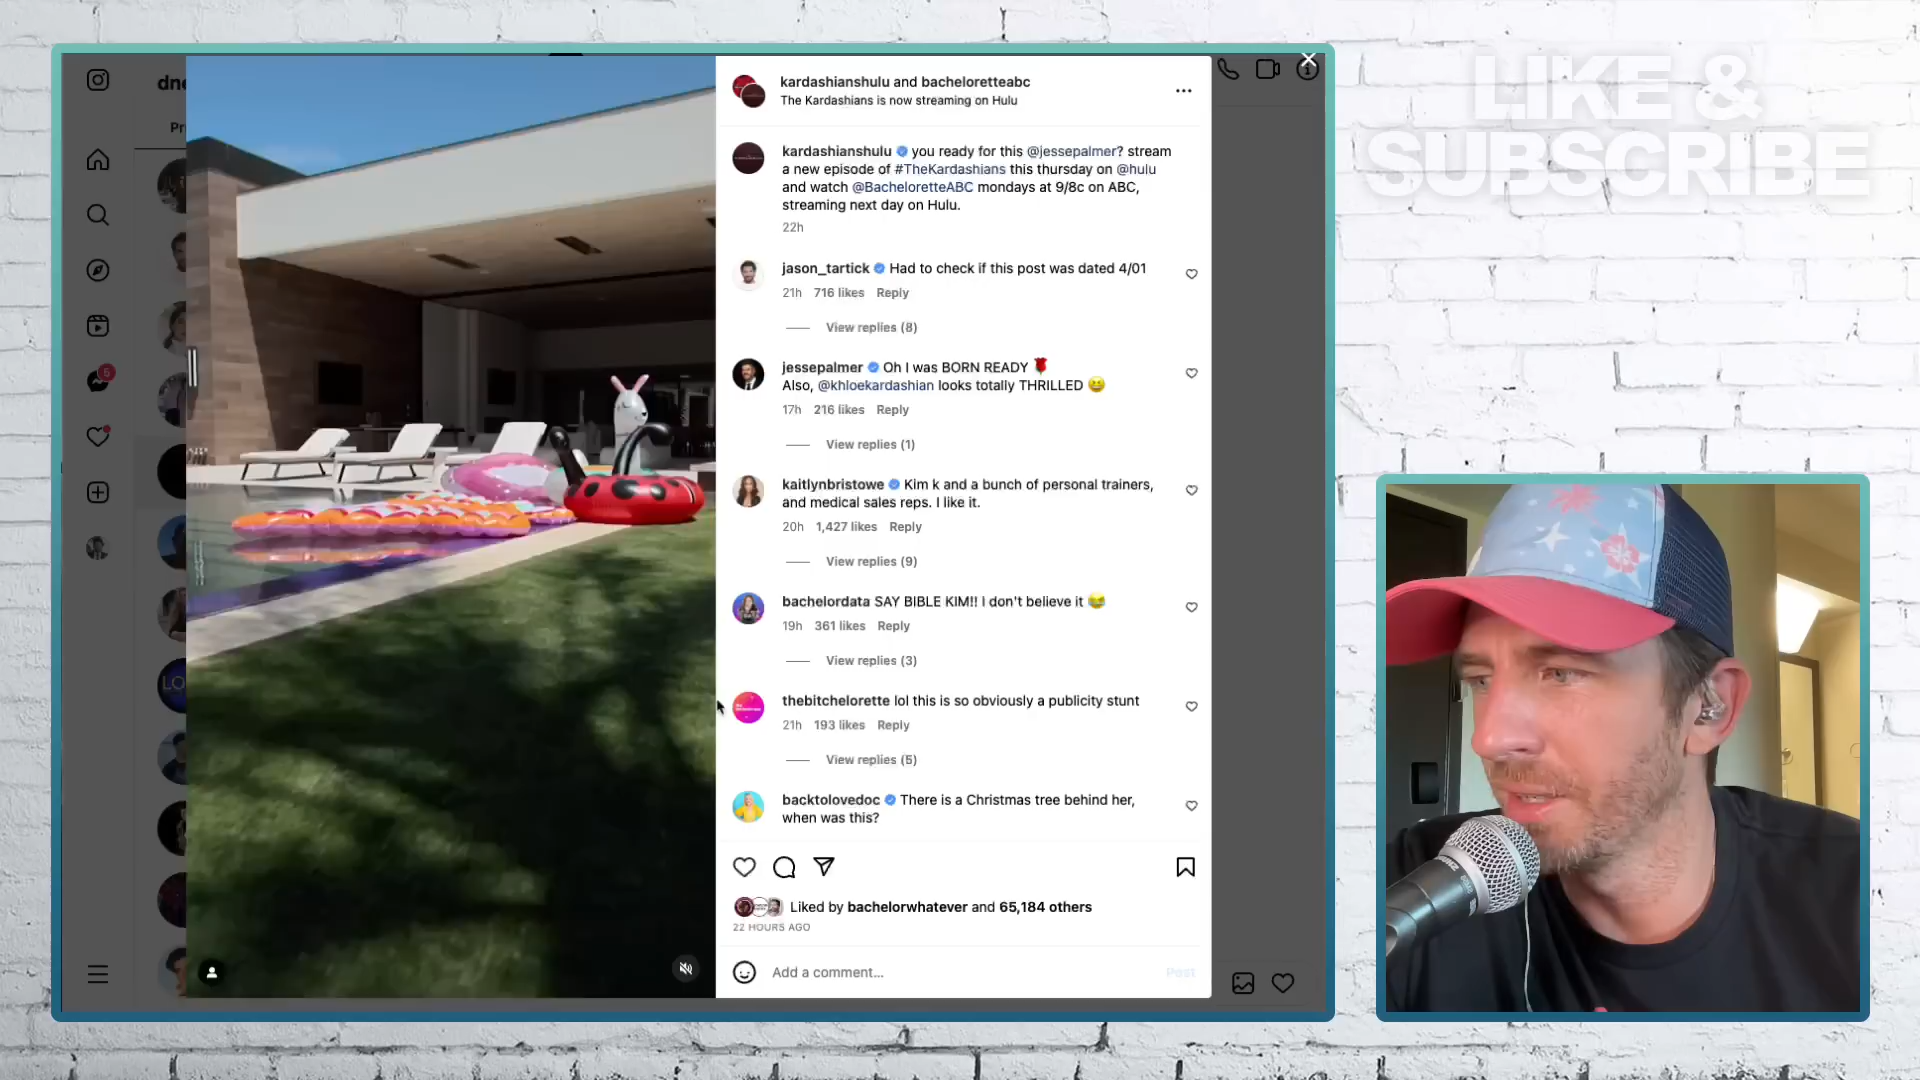 LIKE &
SUBSCRIBE
Pr
5
LO
kardashianshulu and bacheloretteabc
The Kardashians is now streaming on Hulu
kardashianshulu you ready for this @jessepalmer? stream
a new episode of #TheKardashians this thursday on @hulu
and watch @BacheloretteABC mondays at 9/8c on ABC,
streaming next day on Hulu.
22h
jason_tartick Had to check if this post was dated 4/01
21h 716 likes Reply
View replies (8)
jessepalmer Oh I was BORN READY 🌹
Also, @khloekardashian looks totally THRILLED 😆
17h 216 likes Reply
View replies (1)
kaitlynbristowe Kim k and a bunch of personal trainers,
and medical sales reps. I like it.
20h 1,427 likes Reply
View replies (9)
bachelordata SAY BIBLE KIM!! I don't believe it 😂
19h 361 likes Reply
View replies (3)
thebitchelorette lol this is so obviously a publicity stunt
21h 193 likes Reply
View replies (5)
backtolovedoc There is a Christmas tree behind her,
when was this?
Liked by bachelorwhatever and 65,184 others
22 HOURS AGO
Add a comment...
Post